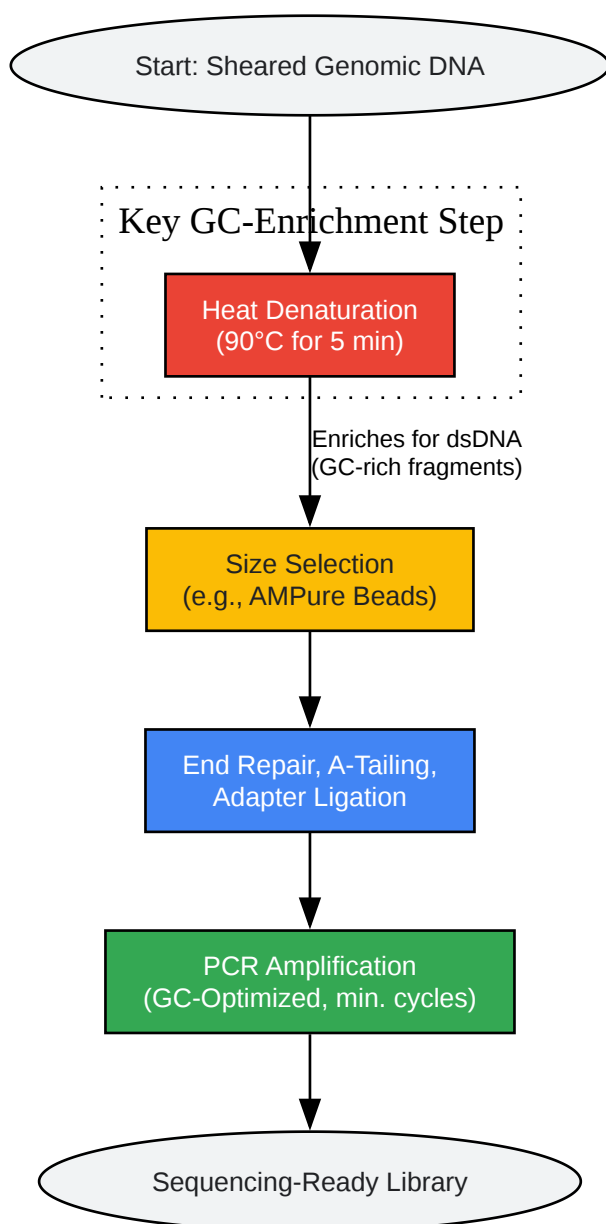 Start: Sheared Genomic DNA
Key GC-Enrichment Step
Heat Denaturation
(90°C for 5 min)
Enriches for dsDNA
(GC-rich fragments)
Size Selection
(e.g., AMPure Beads)
End Repair, A-Tailing,
Adapter Ligation
PCR Amplification
(GC-Optimized, min. cycles)
Sequencing-Ready Library